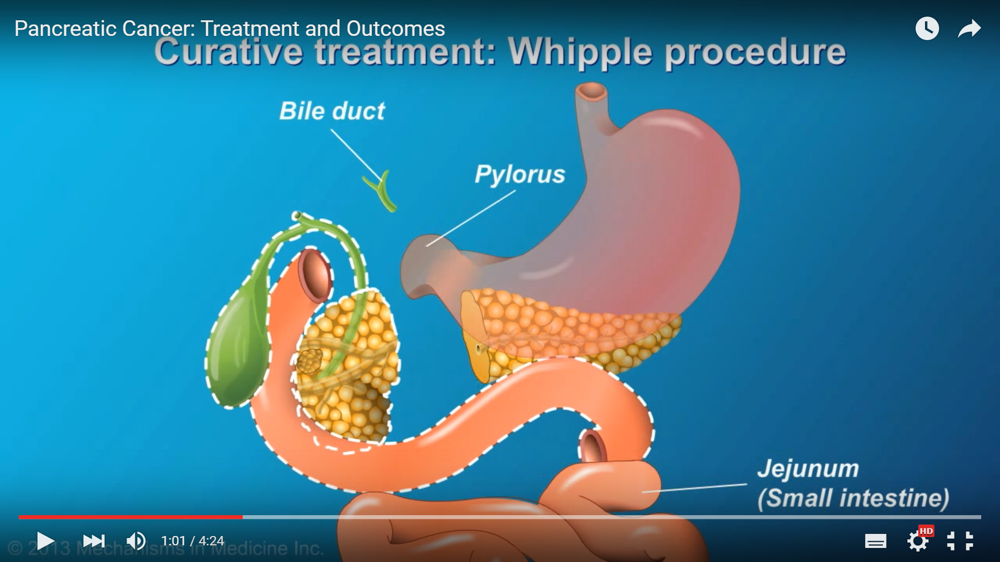 Pancreatic Cancer: Treatment and Outcomes
Curative treatment: Whipple procedure
Bile duct
Pylorus
Jejunum
(Small intestine)
HD
1:01 / 4:24
© 2013 Mechanisms in Medicine Inc.